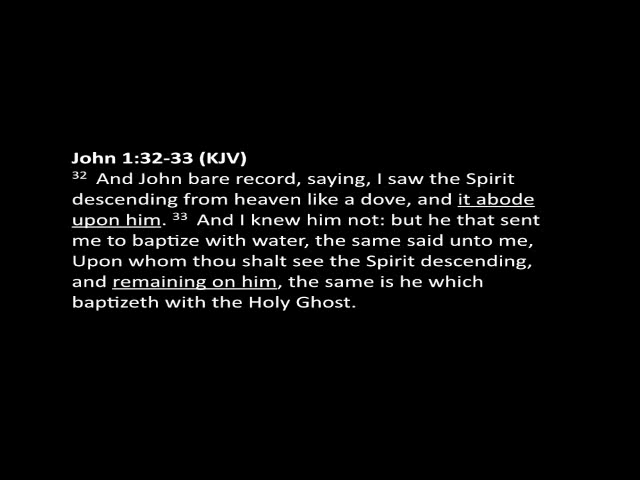 John 1:32-33 (KJV)
32 And John bare record, saying, I saw the Spirit
descending from heaven like a dove, and it abode
upon him. 33 And I knew him not: but he that sent
me to baptize with water, the same said unto me,
Upon whom thou shalt see the Spirit descending,
and remaining on him, the same is he which
baptizeth with the Holy Ghost.